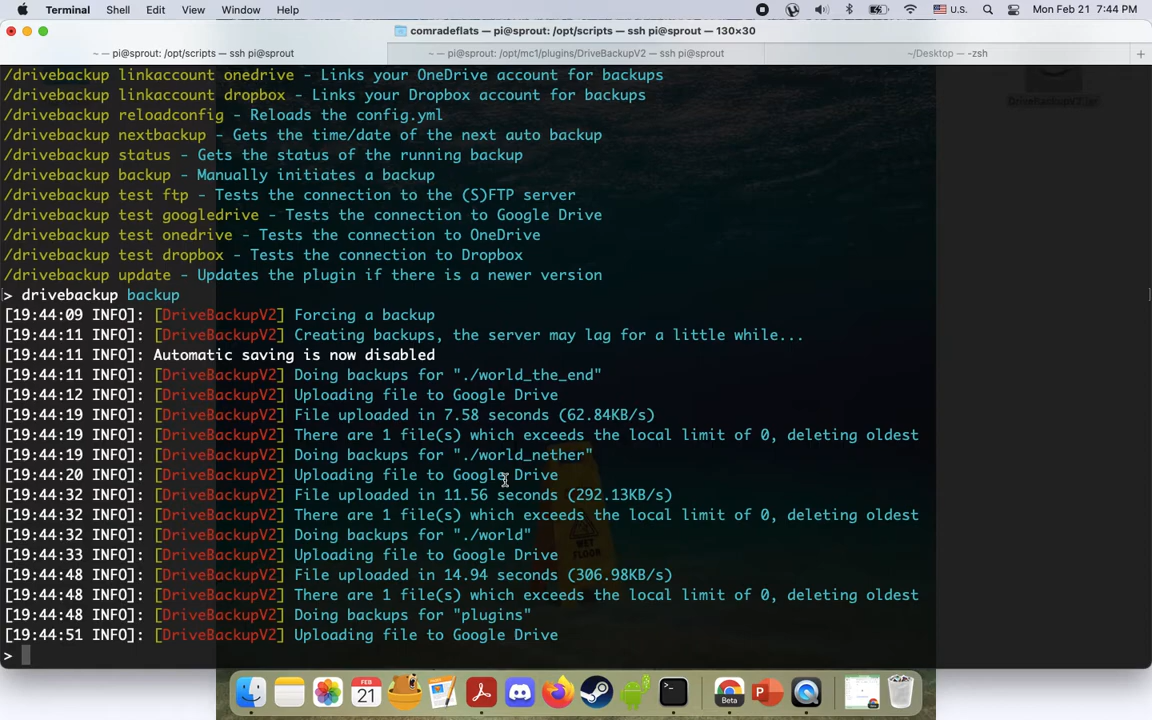 Terminal Shell Edit View Window Help U.S. Mon Feb 21 7:44 PM
comradeflats — pi@sprout: /opt/scripts — ssh pi@sprout — 130×30
~ — pi@sprout: /opt/scripts — ssh pi@sprout ~ — pi@sprout: /opt/mc1/plugins/DriveBackupV2 — ssh pi@sprout ~/Desktop — -zsh +
/drivebackup linkaccount onedrive - Links your OneDrive account for backups
/drivebackup linkaccount dropbox - Links your Dropbox account for backups
/drivebackup reloadconfig - Reloads the config.yml
/drivebackup nextbackup - Gets the time/date of the next auto backup
/drivebackup status - Gets the status of the running backup
/drivebackup backup - Manually initiates a backup
/drivebackup test ftp - Tests the connection to the (S)FTP server
/drivebackup test googledrive - Tests the connection to Google Drive
/drivebackup test onedrive - Tests the connection to OneDrive
/drivebackup test dropbox - Tests the connection to Dropbox
/drivebackup update - Updates the plugin if there is a newer version
> drivebackup backup
[19:44:09 INFO]: [DriveBackupV2] Forcing a backup
[19:44:11 INFO]: [DriveBackupV2] Creating backups, the server may lag for a little while...
[19:44:11 INFO]: Automatic saving is now disabled
[19:44:11 INFO]: [DriveBackupV2] Doing backups for "./world_the_end"
[19:44:12 INFO]: [DriveBackupV2] Uploading file to Google Drive
[19:44:19 INFO]: [DriveBackupV2] File uploaded in 7.58 seconds (62.84KB/s)
[19:44:19 INFO]: [DriveBackupV2] There are 1 file(s) which exceeds the local limit of 0, deleting oldest
[19:44:19 INFO]: [DriveBackupV2] Doing backups for "./world_nether"
[19:44:20 INFO]: [DriveBackupV2] Uploading file to Google Drive
[19:44:32 INFO]: [DriveBackupV2] File uploaded in 11.56 seconds (292.13KB/s)
[19:44:32 INFO]: [DriveBackupV2] There are 1 file(s) which exceeds the local limit of 0, deleting oldest
[19:44:32 INFO]: [DriveBackupV2] Doing backups for "./world"
[19:44:33 INFO]: [DriveBackupV2] Uploading file to Google Drive
[19:44:48 INFO]: [DriveBackupV2] File uploaded in 14.94 seconds (306.98KB/s)
[19:44:48 INFO]: [DriveBackupV2] There are 1 file(s) which exceeds the local limit of 0, deleting oldest
[19:44:48 INFO]: [DriveBackupV2] Doing backups for "plugins"
[19:44:51 INFO]: [DriveBackupV2] Uploading file to Google Drive
>
WET
FLOOR
FEB
21
Beta